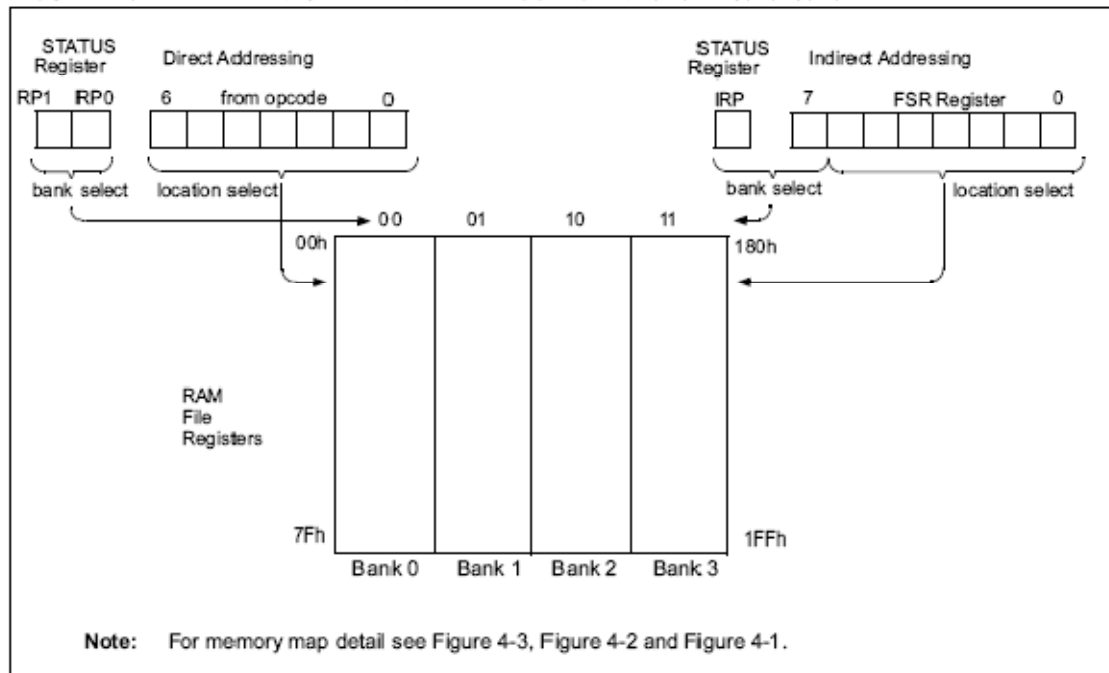 STATUS Register
Direct Addressing
RP1 RP0
6 from opcode 0
bank select
location select
STATUS Register
Indirect Addressing
IRP
7 FSR Register 0
bank select
location select
00 01 10 11
00h
180h
RAM
File
Registers
7Fh
1FFh
Bank 0 Bank 1 Bank 2 Bank 3
Note: For memory map detail see Figure 4-3, Figure 4-2 and Figure 4-1.